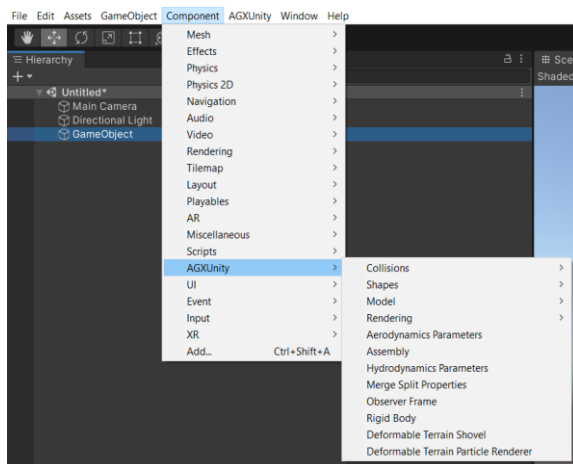 File Edit Assets GameObject Component AGXUnity Window Help
Hierarchy
Sce
Shaded
Untitled*
Main Camera
Directional Light
GameObject
Mesh
Effects
Physics
Physics 2D
Navigation
Audio
Video
Rendering
Tilemap
Layout
Playables
AR
Miscellaneous
Scripts
AGXUnity
UI
Event
Input
XR
Add... Ctrl+Shift+A
Collisions
Shapes
Model
Rendering
Aerodynamics Parameters
Assembly
Hydrodynamics Parameters
Merge Split Properties
Observer Frame
Rigid Body
Deformable Terrain Shovel
Deformable Terrain Particle Renderer